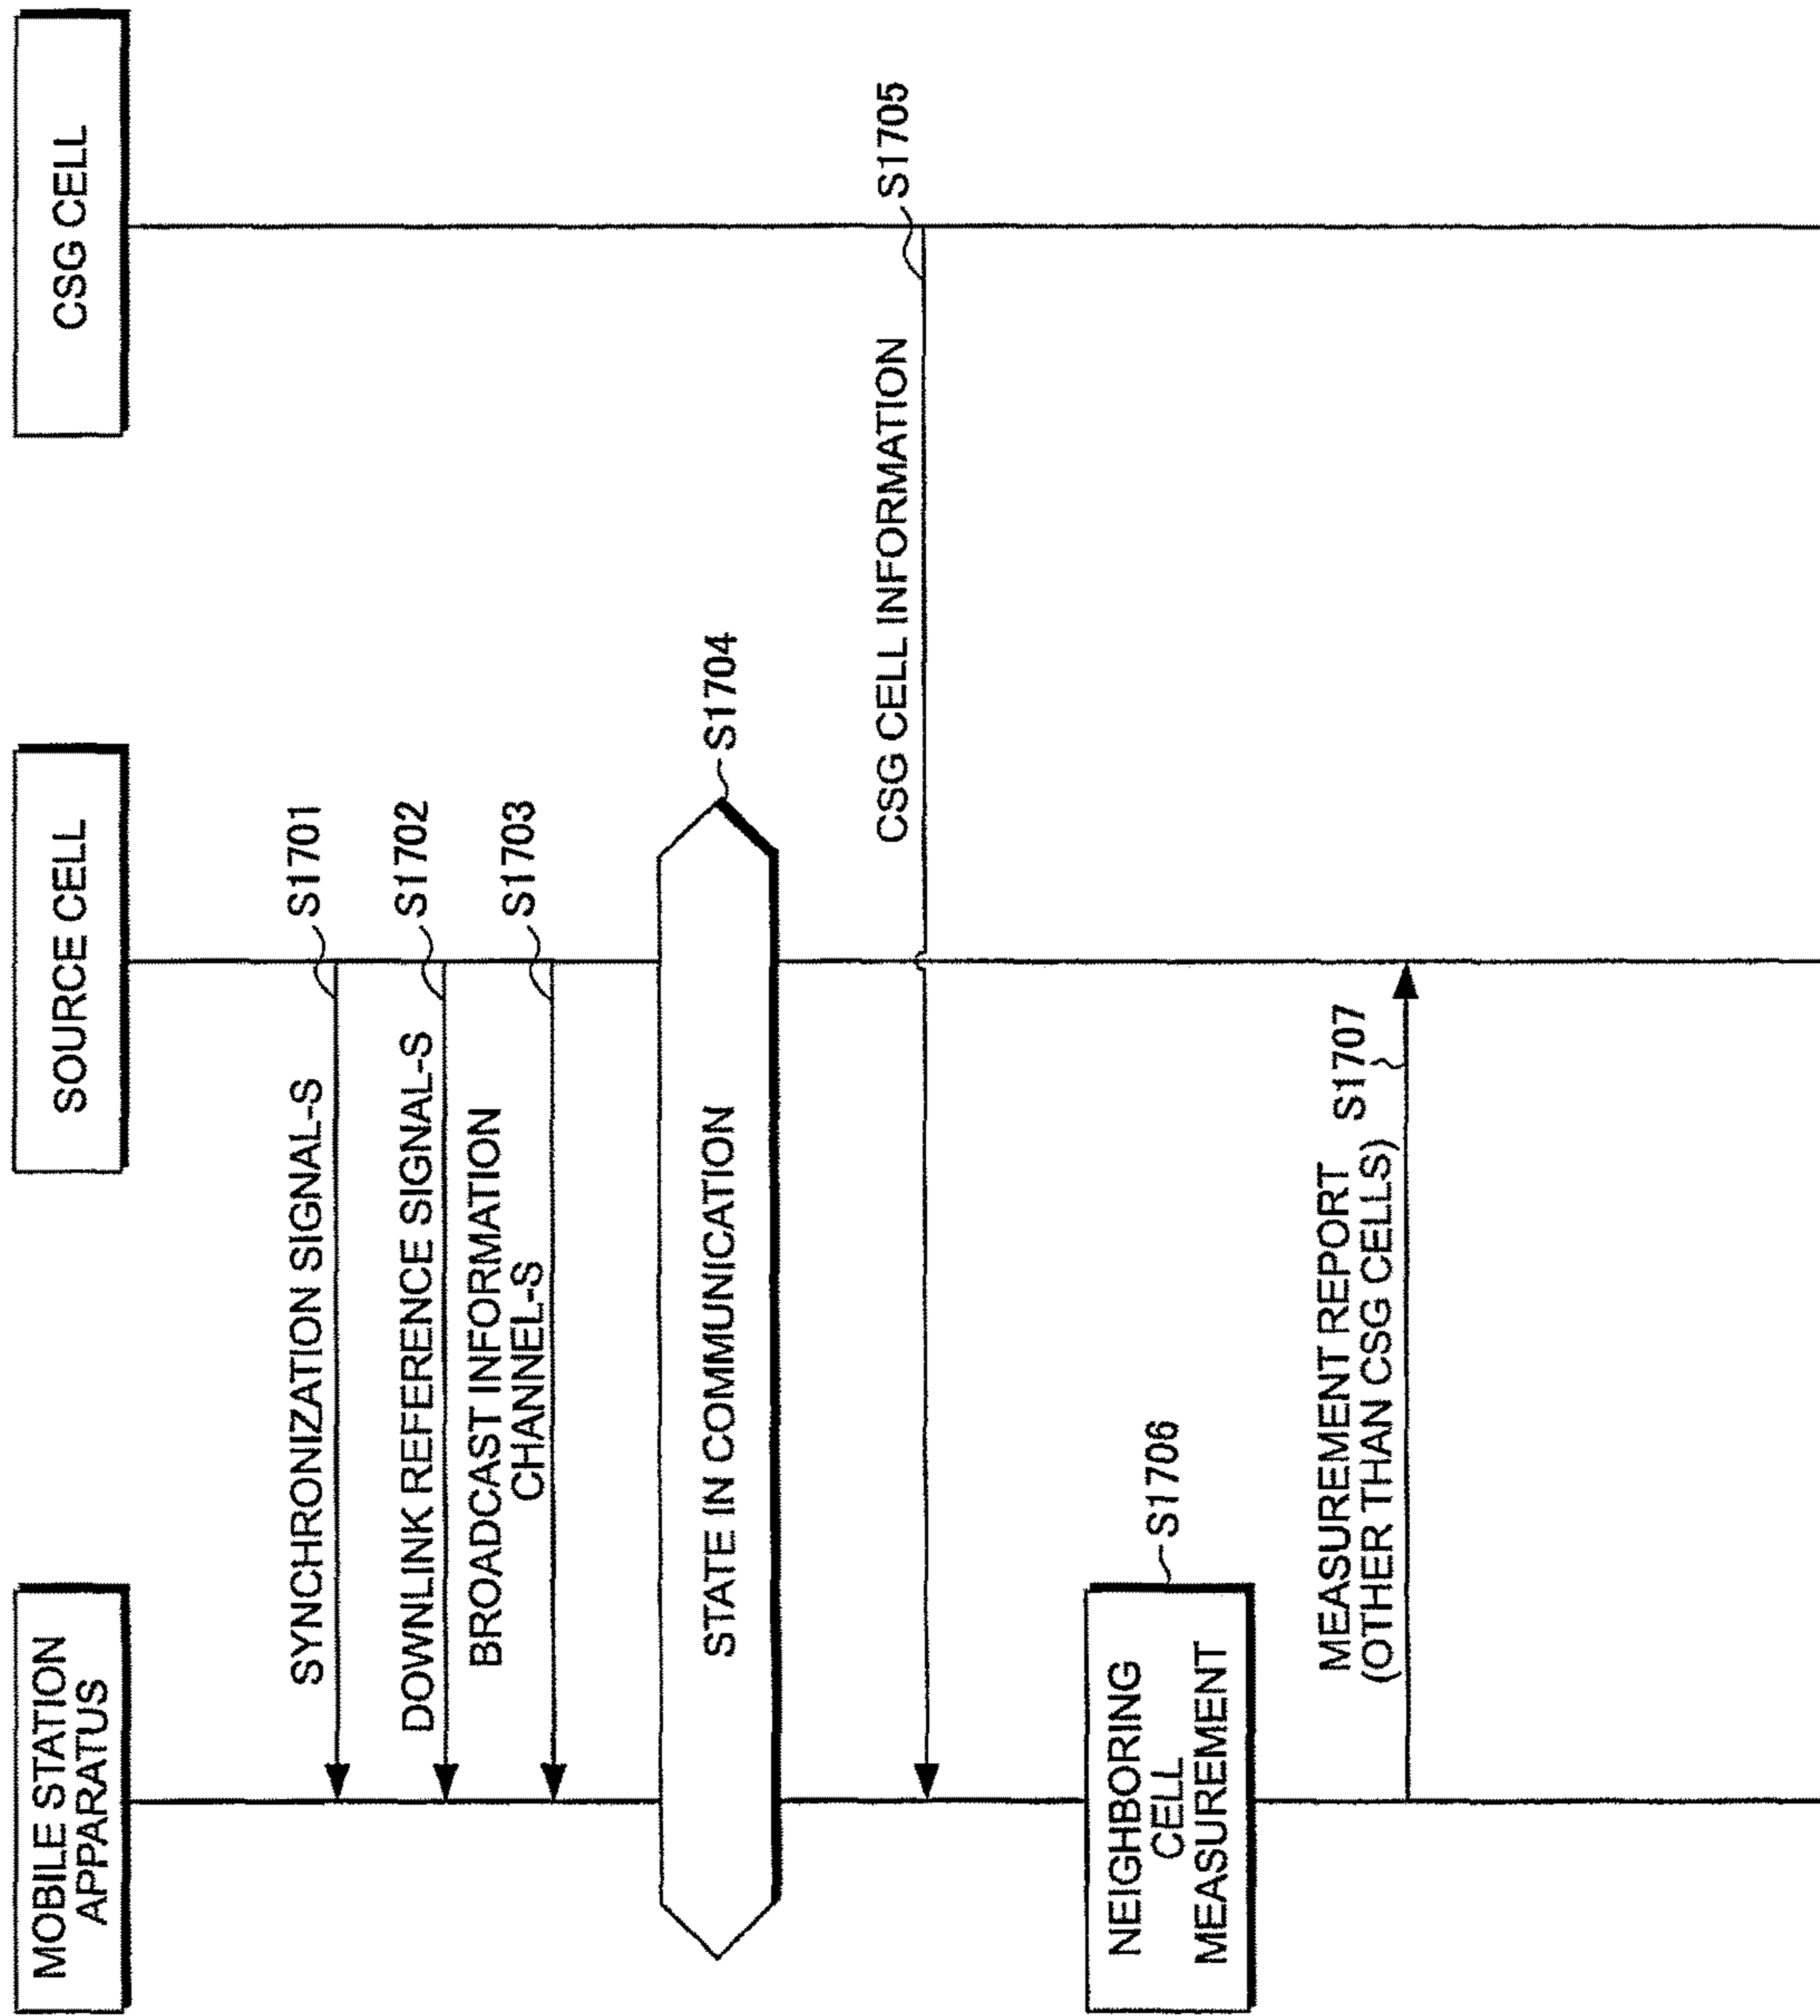 MOBILE STATION
APPARATUS
SOURCE CELL
CSG CELL
SYNCHRONIZATION SIGNAL-S
S1701
DOWNLINK REFERENCE SIGNAL-S
S1702
BROADCAST INFORMATION
CHANNEL-S
S1703
STATE IN COMMUNICATION
S1704
CSG CELL INFORMATION
S1705
NEIGHBORING
CELL
MEASUREMENT
S1706
MEASUREMENT REPORT
(OTHER THAN CSG CELLS)
S1707